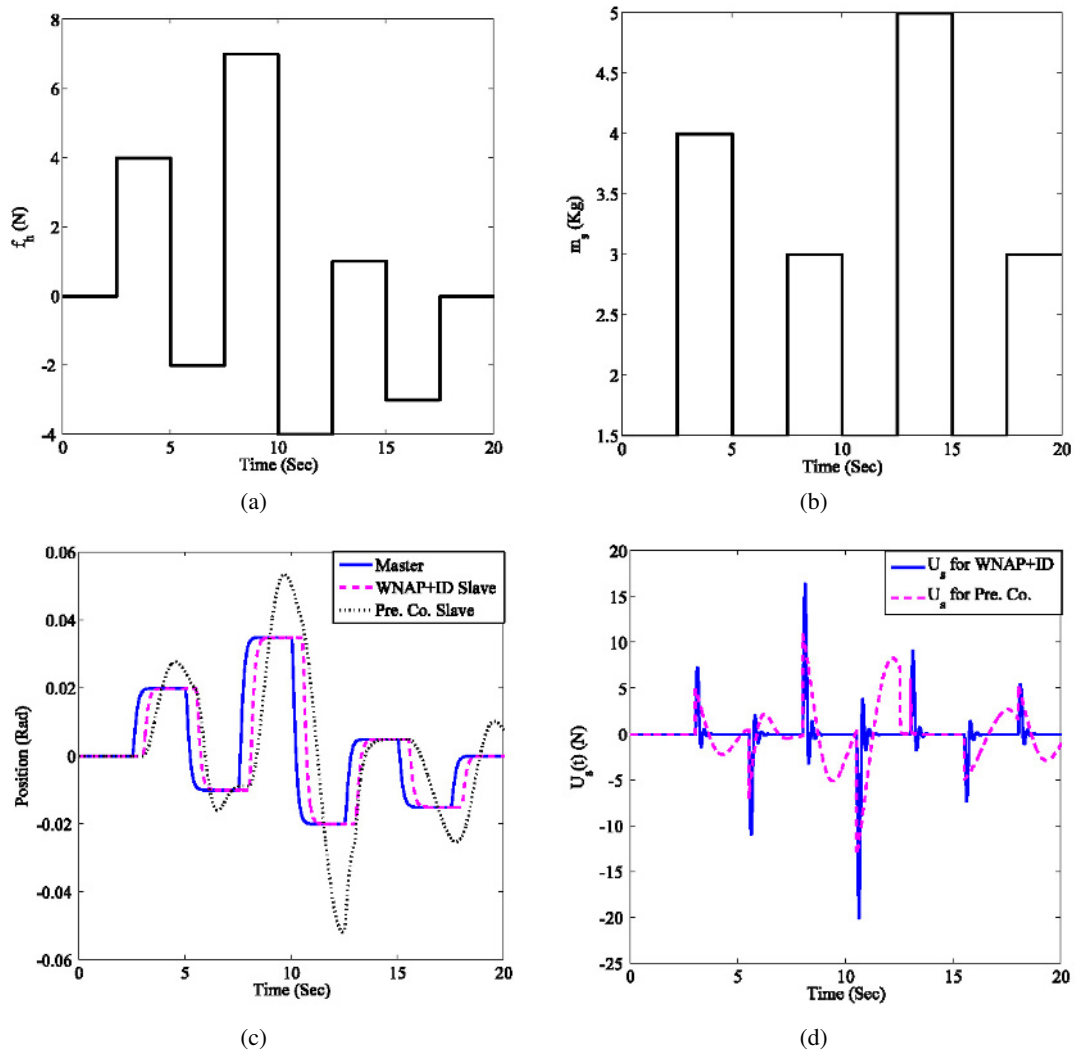 8
6
4
2
0
-2
-4
f_h (N)
0 5 10 15 20
Time (Sec)
(a)
5
4.5
4
3.5
3
2.5
2
1.5
m_s (Kg)
0 5 10 15 20
Time (Sec)
(b)
0.06
0.04
0.02
0
-0.02
-0.04
-0.06
Position (Rad)
Master
WNAP+ID Slave
Pre. Co. Slave
0 5 10 15 20
Time (Sec)
(c)
20
15
10
5
0
-5
-10
-15
-20
-25
U_s(t) (N)
U_s for WNAP+ID
U_s for Pre. Co.
0 5 10 15 20
Time (Sec)
(d)